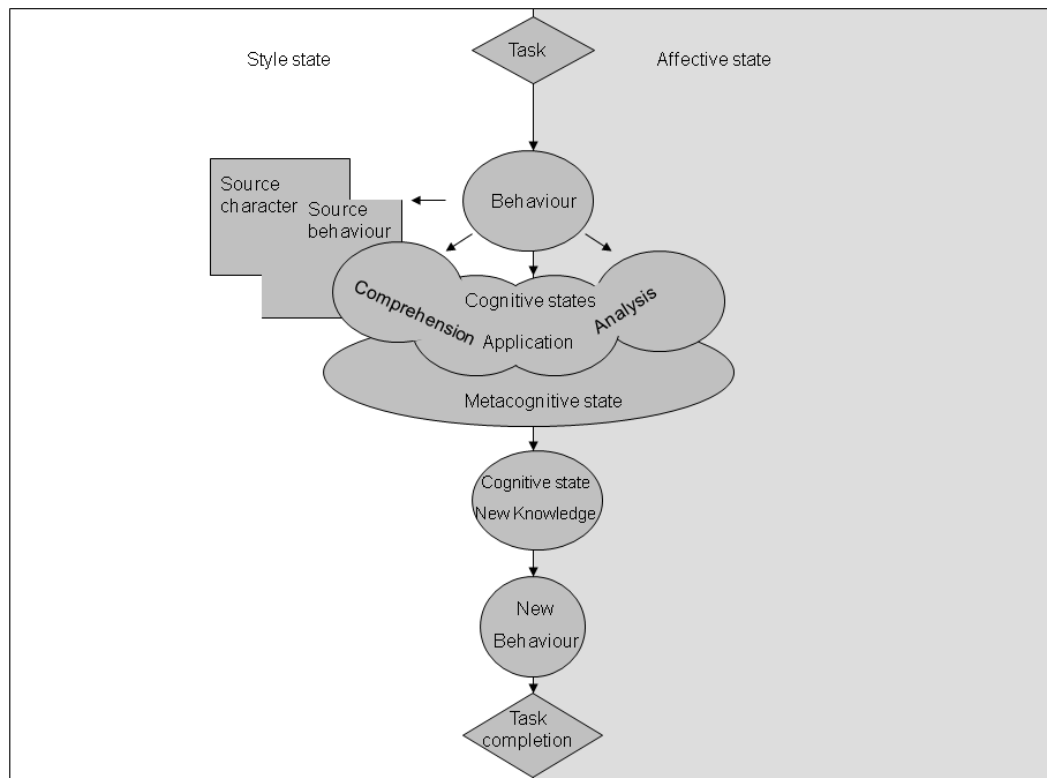 Task
Style state
Affective state
Source
character
Source
behaviour
Behaviour
Comprehension
Cognitive states
Analysis
Application
Metacognitive state
Cognitive state
New Knowledge
New
Behaviour
Task
completion